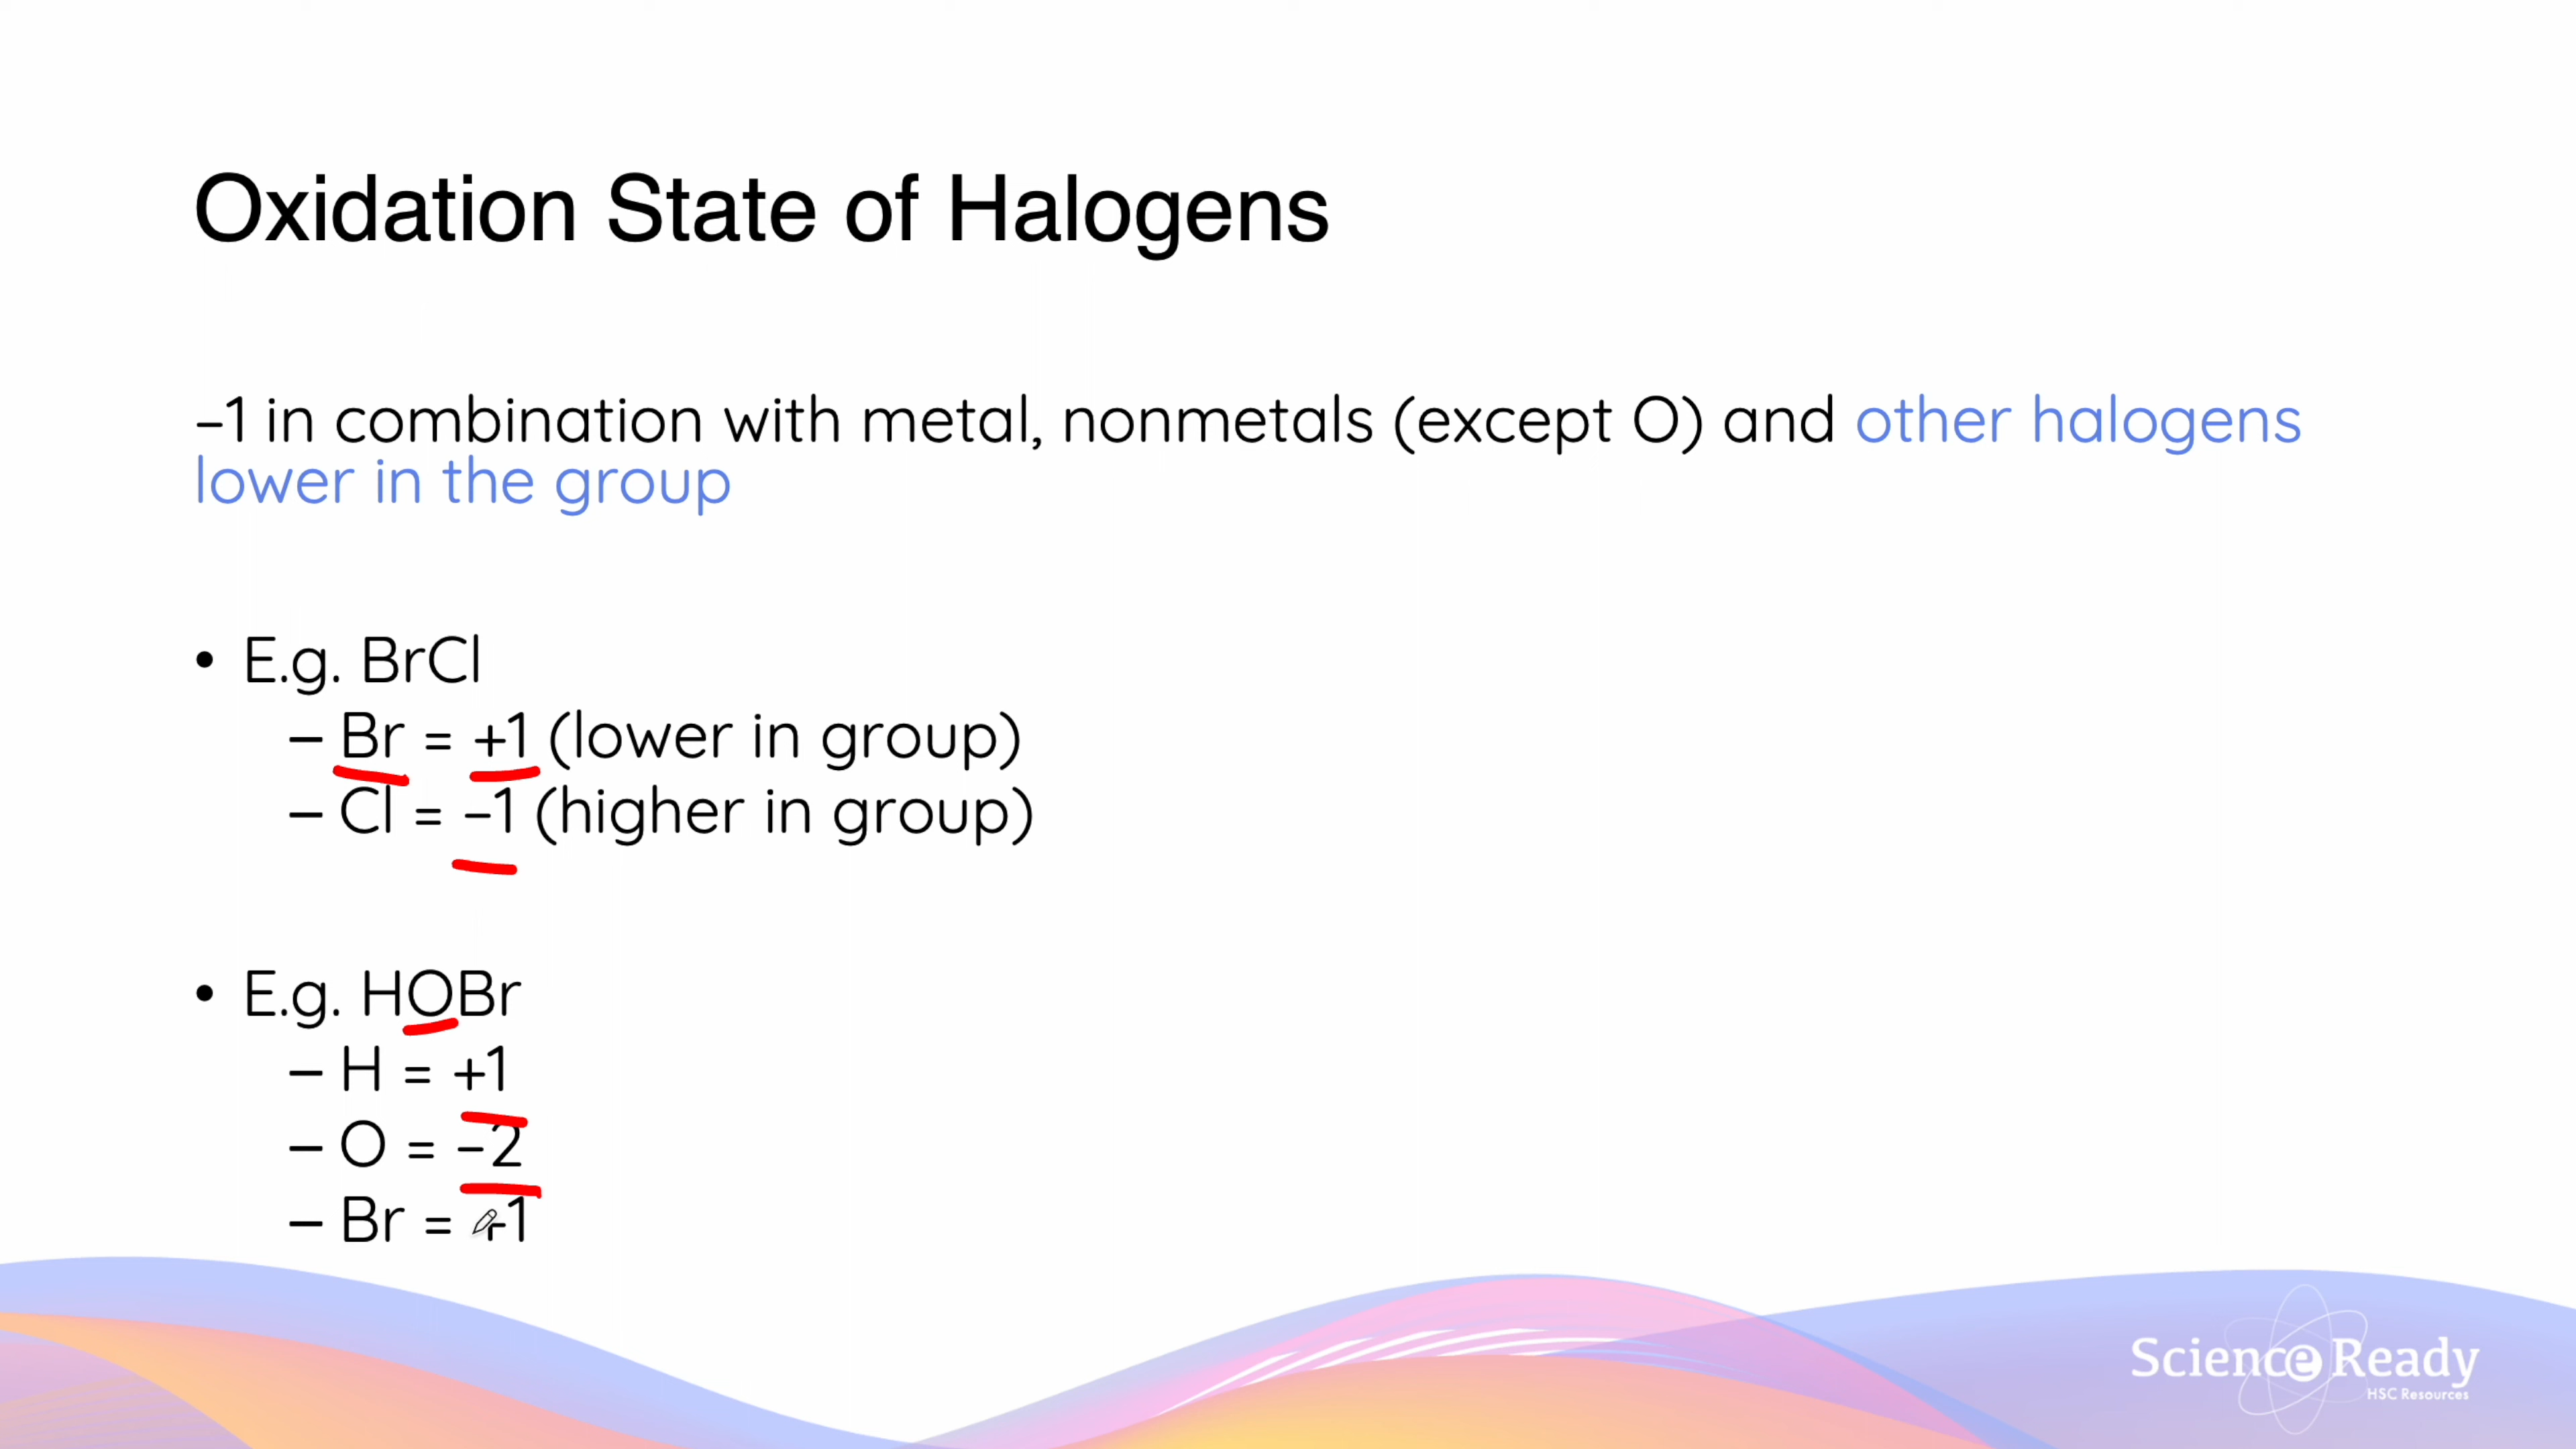 Oxidation State of Halogens
–1 in combination with metal, nonmetals (except O) and other halogens
lower in the group
• E.g. BrCl
– Br = +1 (lower in group)
– Cl = –1 (higher in group)
• E.g. HOBr
– H = +1
– O = –2
– Br = +1
Science Ready
HSC Resources